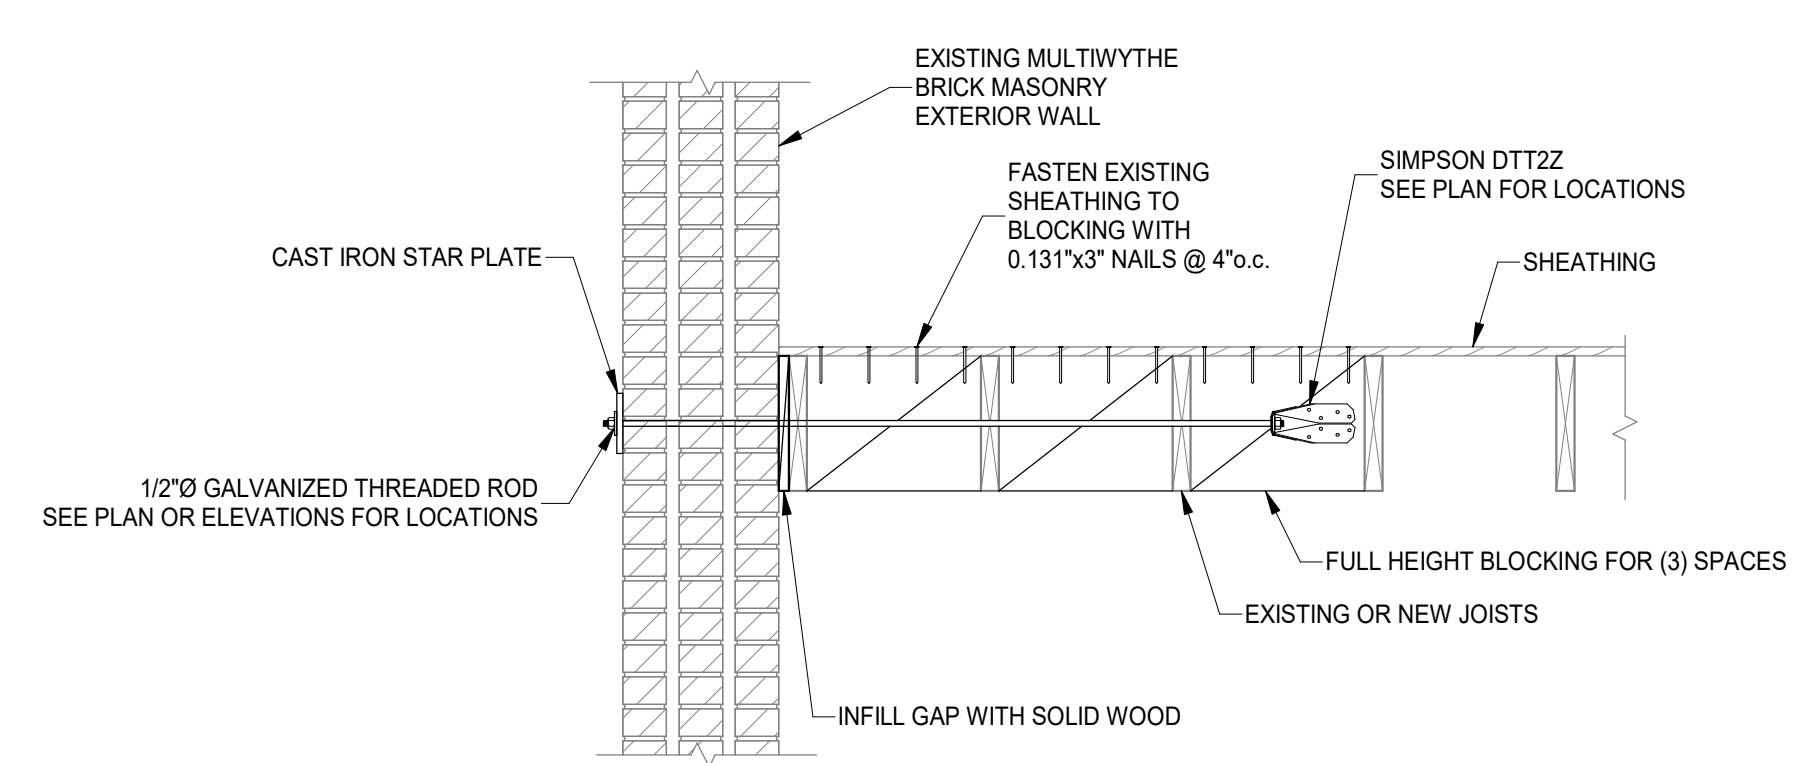 EXISTING MULTIWYTHE
BRICK MASONRY
EXTERIOR WALL
FASTEN EXISTING
SHEATHING TO
BLOCKING WITH
0.131"x3" NAILS @ 4"o.c.
SIMPSON DTT2Z
SEE PLAN FOR LOCATIONS
CAST IRON STAR PLATE
SHEATHING
1/2"Ø GALVANIZED THREADED ROD
SEE PLAN OR ELEVATIONS FOR LOCATIONS
FULL HEIGHT BLOCKING FOR (3) SPACES
EXISTING OR NEW JOISTS
INFILL GAP WITH SOLID WOOD